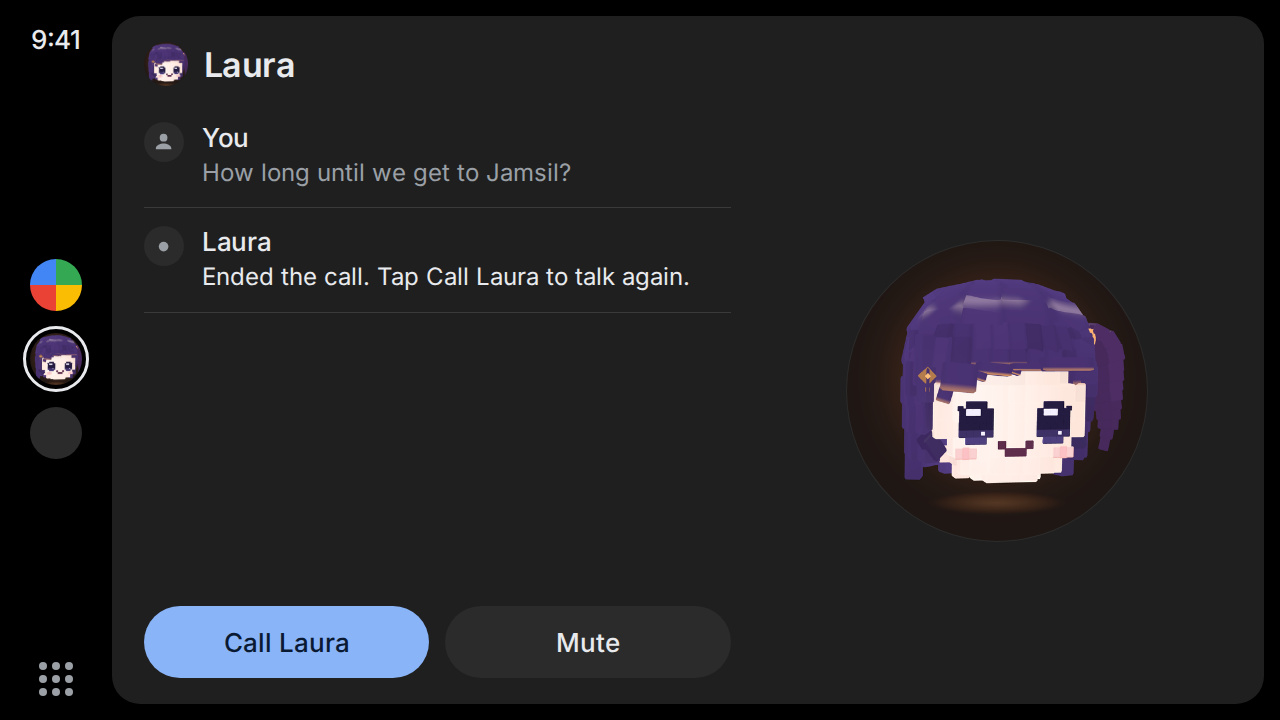 9:41
Laura
You
How long until we get to Jamsil?
Laura
Ended the call. Tap Call Laura to talk again.
Call Laura
Mute